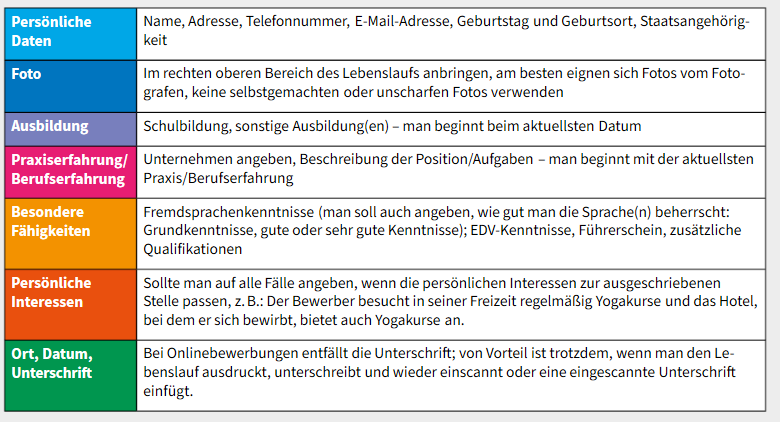 Persönliche
Daten
Name, Adresse, Telefonnummer, E-Mail-Adresse, Geburtstag und Geburtsort, Staatsangehörig-
keit
Foto
Im rechten oberen Bereich des Lebenslaufs anbringen, am besten eignen sich Fotos vom Foto-
grafen, keine selbstgemachten oder unscharfen Fotos verwenden
Ausbildung
Schulbildung, sonstige Ausbildung(en) – man beginnt beim aktuellsten Datum
Praxiserfahrung/
Berufserfahrung
Unternehmen angeben, Beschreibung der Position/Aufgaben – man beginnt mit der aktuellsten
Praxis/Berufserfahrung
Besondere
Fähigkeiten
Fremdsprachenkenntnisse (man soll auch angeben, wie gut man die Sprache(n) beherrscht:
Grundkenntnisse, gute oder sehr gute Kenntnisse); EDV-Kenntnisse, Führerschein, zusätzliche
Qualifikationen
Persönliche
Interessen
Sollte man auf alle Fälle angeben, wenn die persönlichen Interessen zur ausgeschriebenen
Stelle passen, z. B.: Der Bewerber besucht in seiner Freizeit regelmäßig Yogakurse und das Hotel,
bei dem er sich bewirbt, bietet auch Yogakurse an.
Ort, Datum,
Unterschrift
Bei Onlinebewerbungen entfällt die Unterschrift; von Vorteil ist trotzdem, wenn man den Le-
benslauf ausdruckt, unterschreibt und wieder einscannt oder eine eingescannte Unterschrift
einfügt.